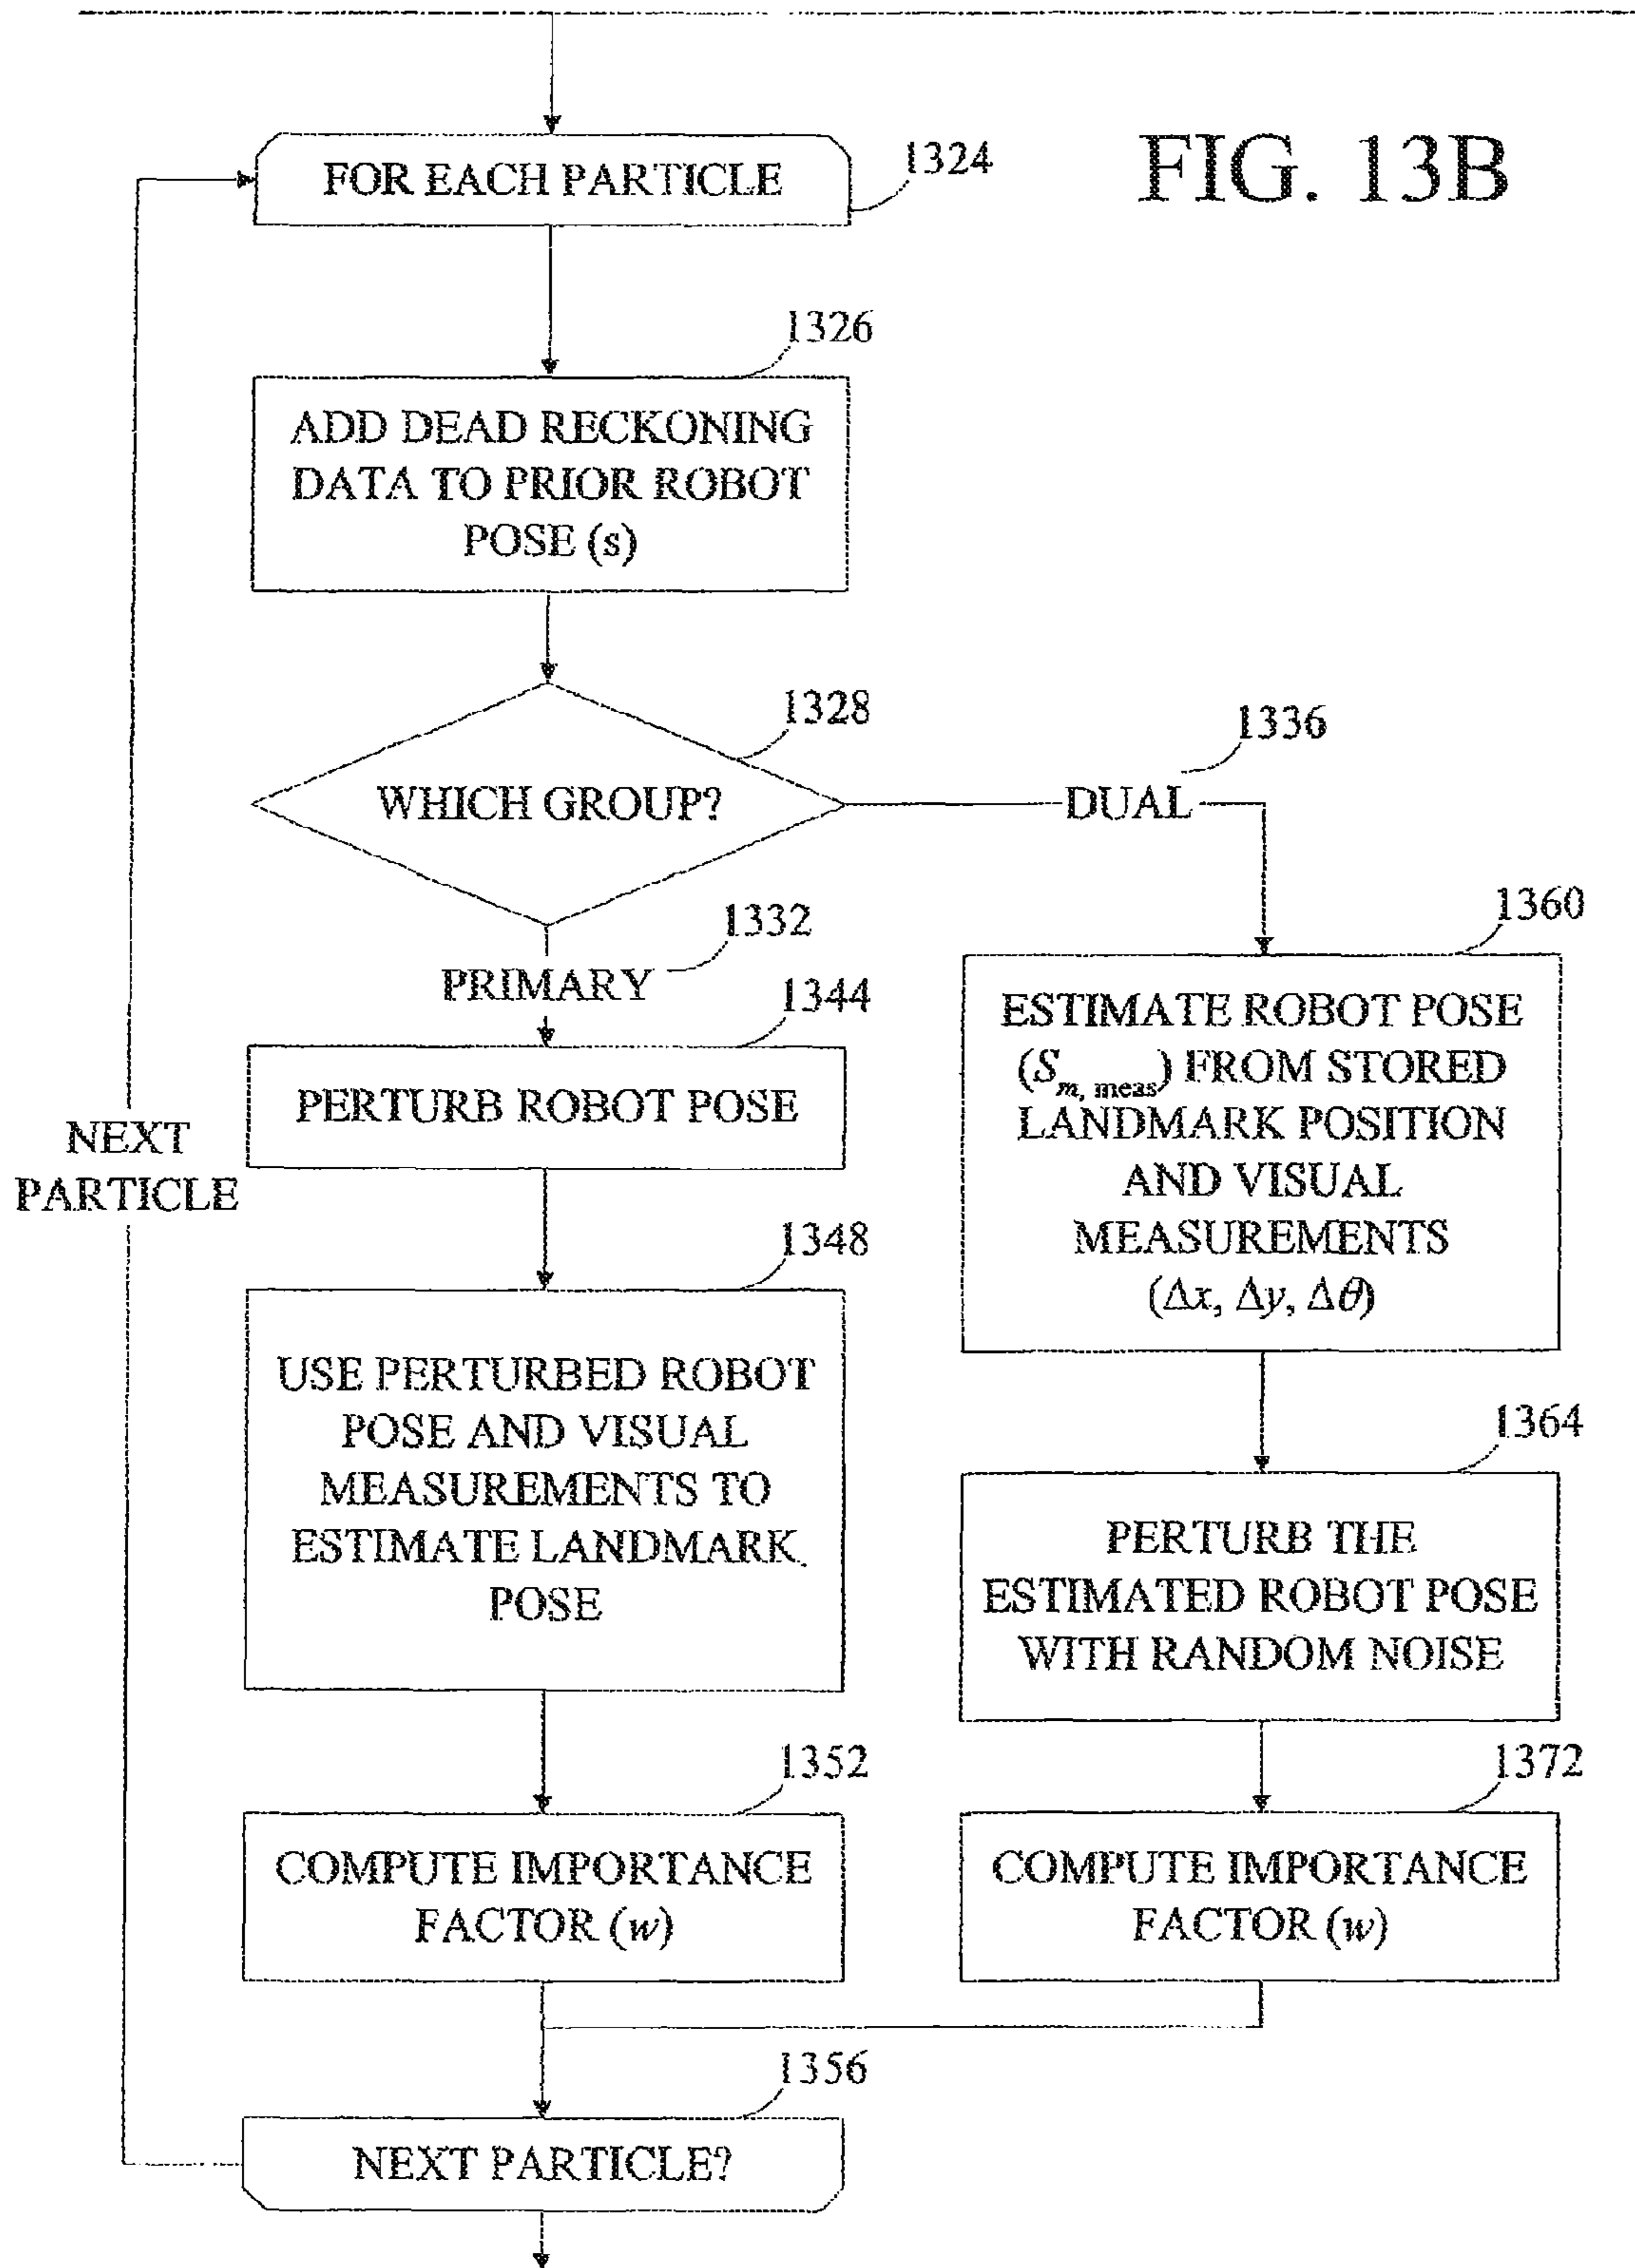 FIG. 13B
FOR EACH PARTICLE
1324
1326
ADD DEAD RECKONING
DATA TO PRIOR ROBOT
POSE (s)
1328
WHICH GROUP?
1336
DUAL
1332
PRIMARY
1344
PERTURB ROBOT POSE
NEXT
PARTICLE
1348
USE PERTURBED ROBOT
POSE AND VISUAL
MEASUREMENTS TO
ESTIMATE LANDMARK
POSE
1352
COMPUTE IMPORTANCE
FACTOR (w)
1360
ESTIMATE ROBOT POSE
(S m, meas) FROM STORED
LANDMARK POSITION
AND VISUAL
MEASUREMENTS
(Δx, Δy, Δθ)
1364
PERTURB THE
ESTIMATED ROBOT POSE
WITH RANDOM NOISE
1372
COMPUTE IMPORTANCE
FACTOR (w)
1356
NEXT PARTICLE?